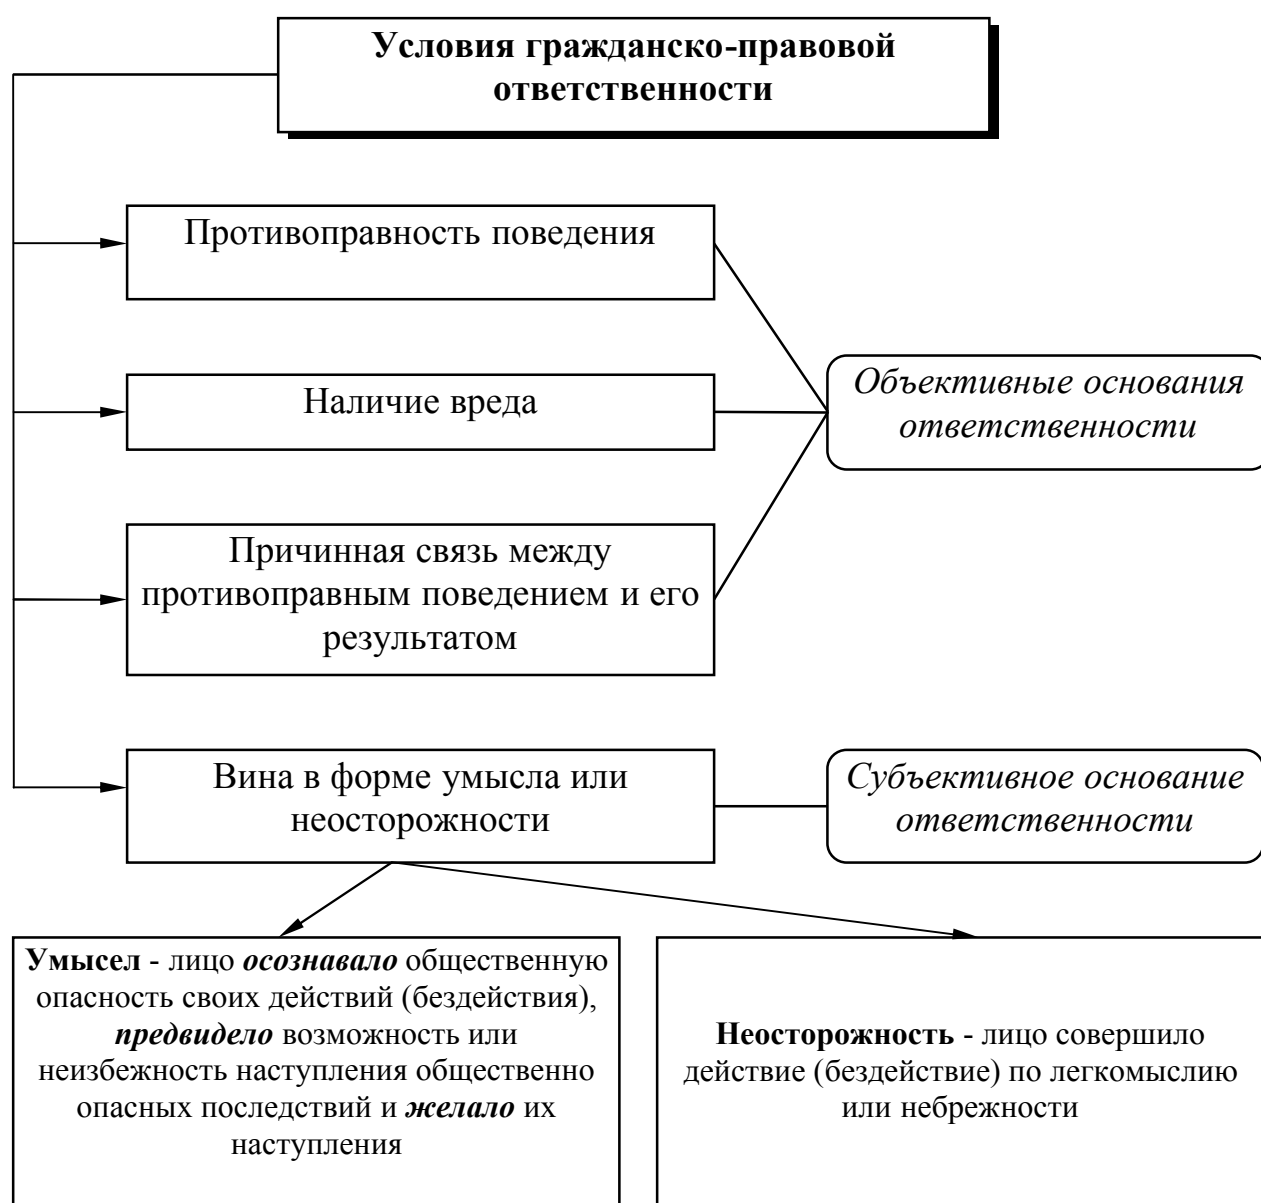 Условия гражданско-правовой
ответственности
Противоправность поведения
Наличие вреда
Объективные основания
ответственности
Причинная связь между
противоправным поведением и его
результатом
Вина в форме умысла или
неосторожности
Субъективное основание
ответственности
Умысел - лицо осознавало общественную
опасность своих действий (бездействия),
предвидело возможность или
неизбежность наступления общественно
опасных последствий и желало их
наступления
Неосторожность - лицо совершило
действие (бездействие) по легкомыслию
или небрежности